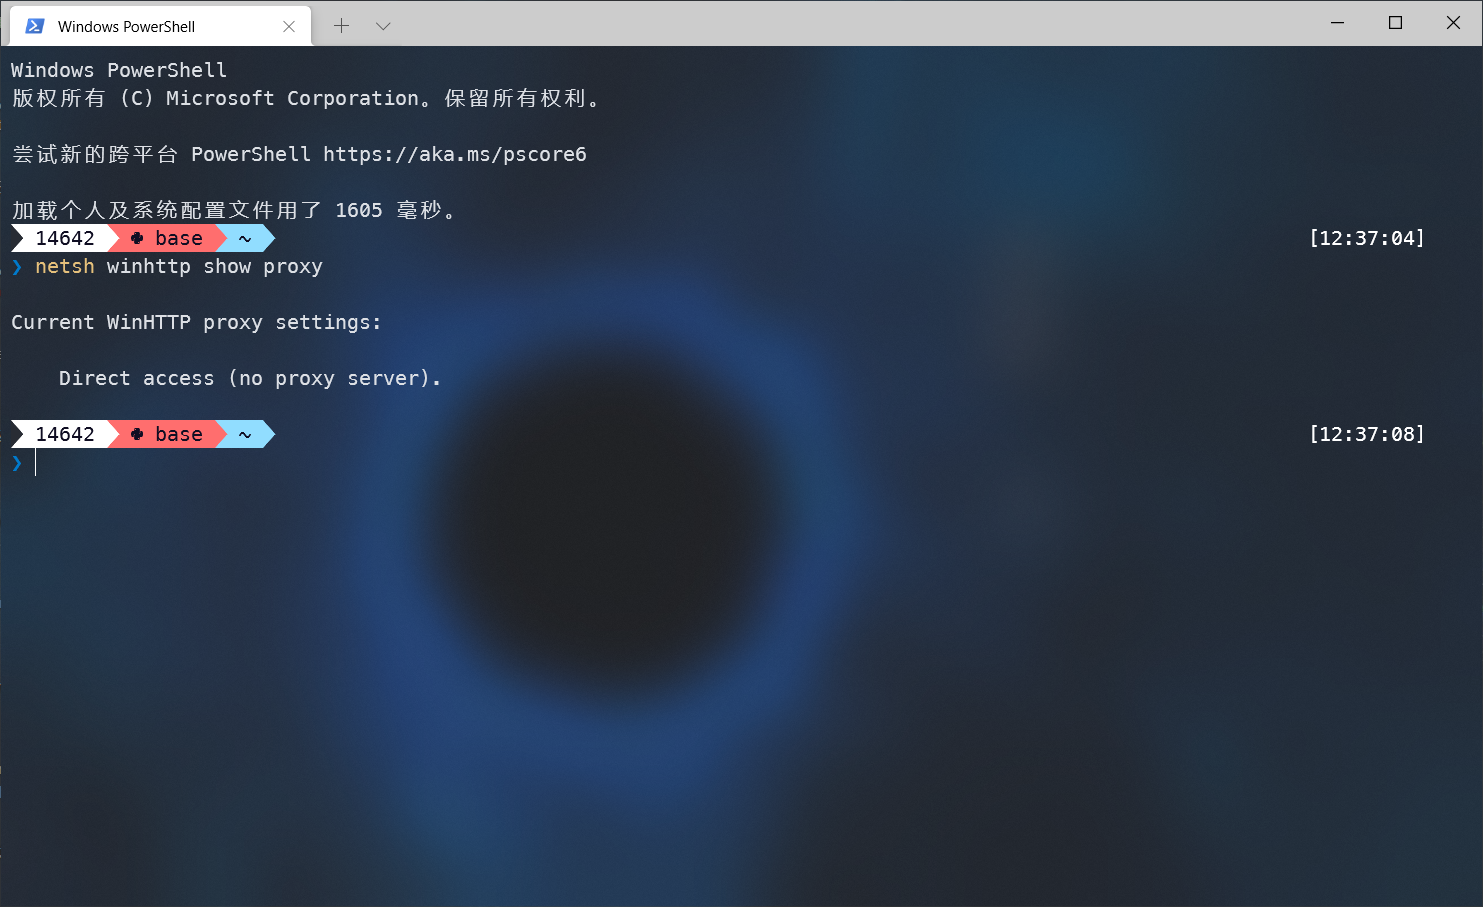 Windows PowerShell
Windows PowerShell
版权所有 (C) Microsoft Corporation。保留所有权利。
尝试新的跨平台 PowerShell https://aka.ms/pscore6
加载个人及系统配置文件用了 1605 毫秒。
14642 base ~ [12:37:04]
❯ netsh winhttp show proxy
Current WinHTTP proxy settings:
Direct access (no proxy server).
14642 base ~ [12:37:08]
❯